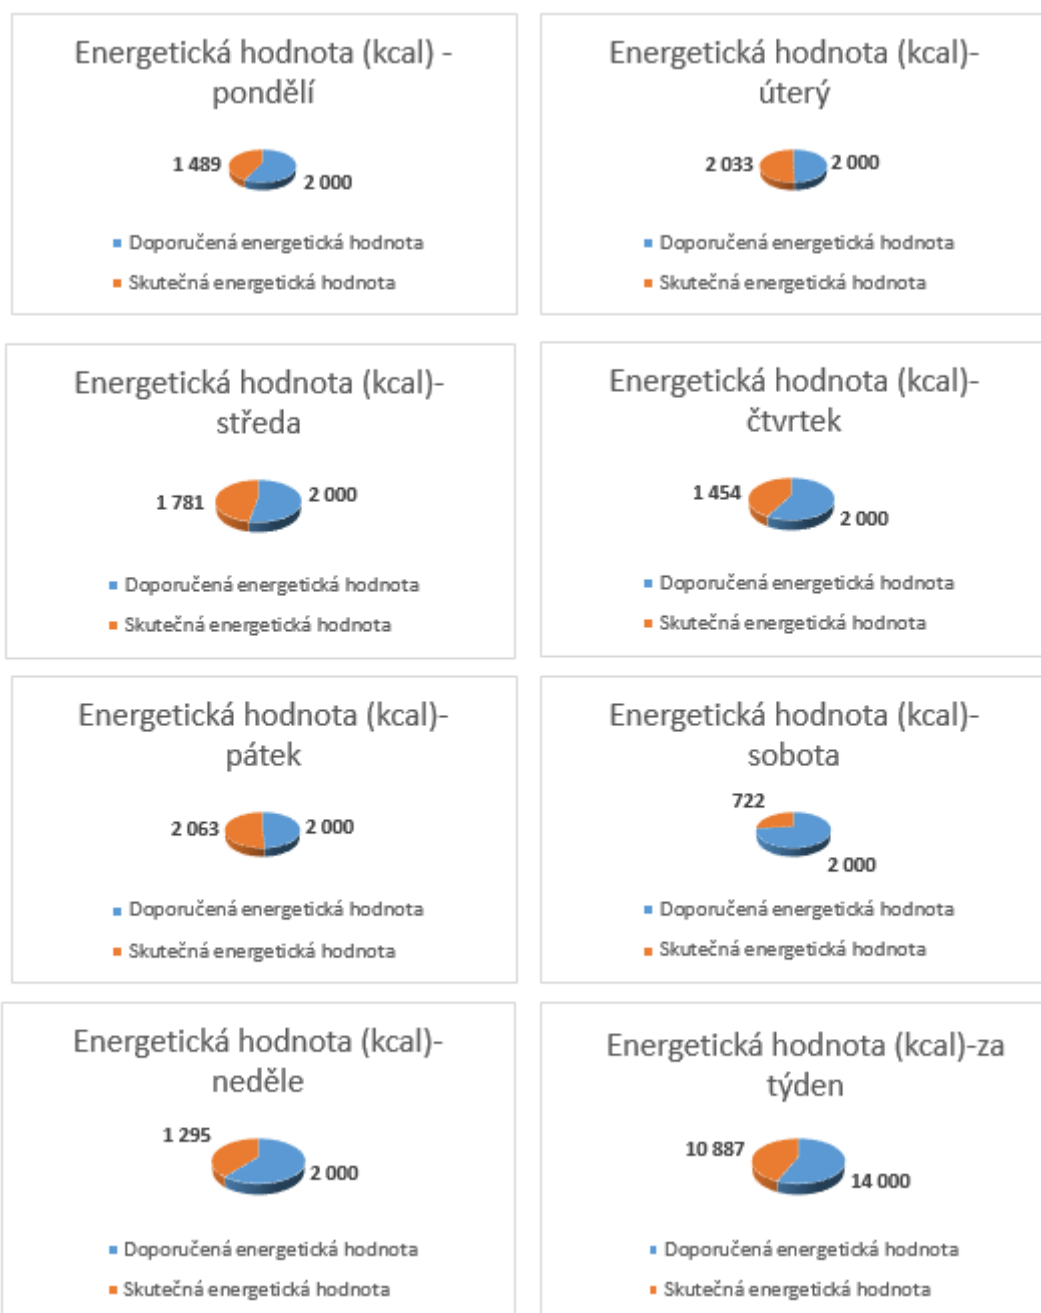 Energetická hodnota (kcal) -
pondělí
1 489
2 000
Doporučená energetická hodnota
Skutečná energetická hodnota
Energetická hodnota (kcal)-
úterý
2 033
2 000
Doporučená energetická hodnota
Skutečná energetická hodnota
Energetická hodnota (kcal)-
středa
1 781
2 000
Doporučená energetická hodnota
Skutečná energetická hodnota
Energetická hodnota (kcal)-
čtvrtek
1 454
2 000
Doporučená energetická hodnota
Skutečná energetická hodnota
Energetická hodnota (kcal)-
pátek
2 063
2 000
Doporučená energetická hodnota
Skutečná energetická hodnota
Energetická hodnota (kcal)-
sobota
722
2 000
Doporučená energetická hodnota
Skutečná energetická hodnota
Energetická hodnota (kcal)-
neděle
1 295
2 000
Doporučená energetická hodnota
Skutečná energetická hodnota
Energetická hodnota (kcal)-za
týden
10 887
14 000
Doporučená energetická hodnota
Skutečná energetická hodnota